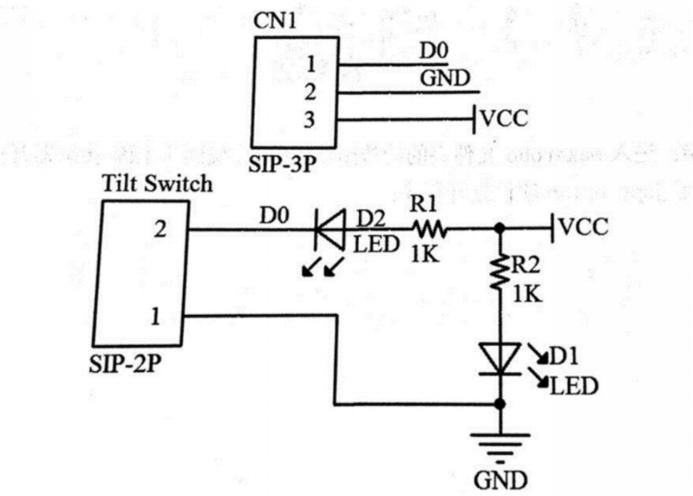 CN1
1 D0
2 GND
3 VCC
SIP-3P
Tilt Switch
2 D0 D2 LED R1 1K VCC
R2
1K
1
D1
LED
SIP-2P
GND